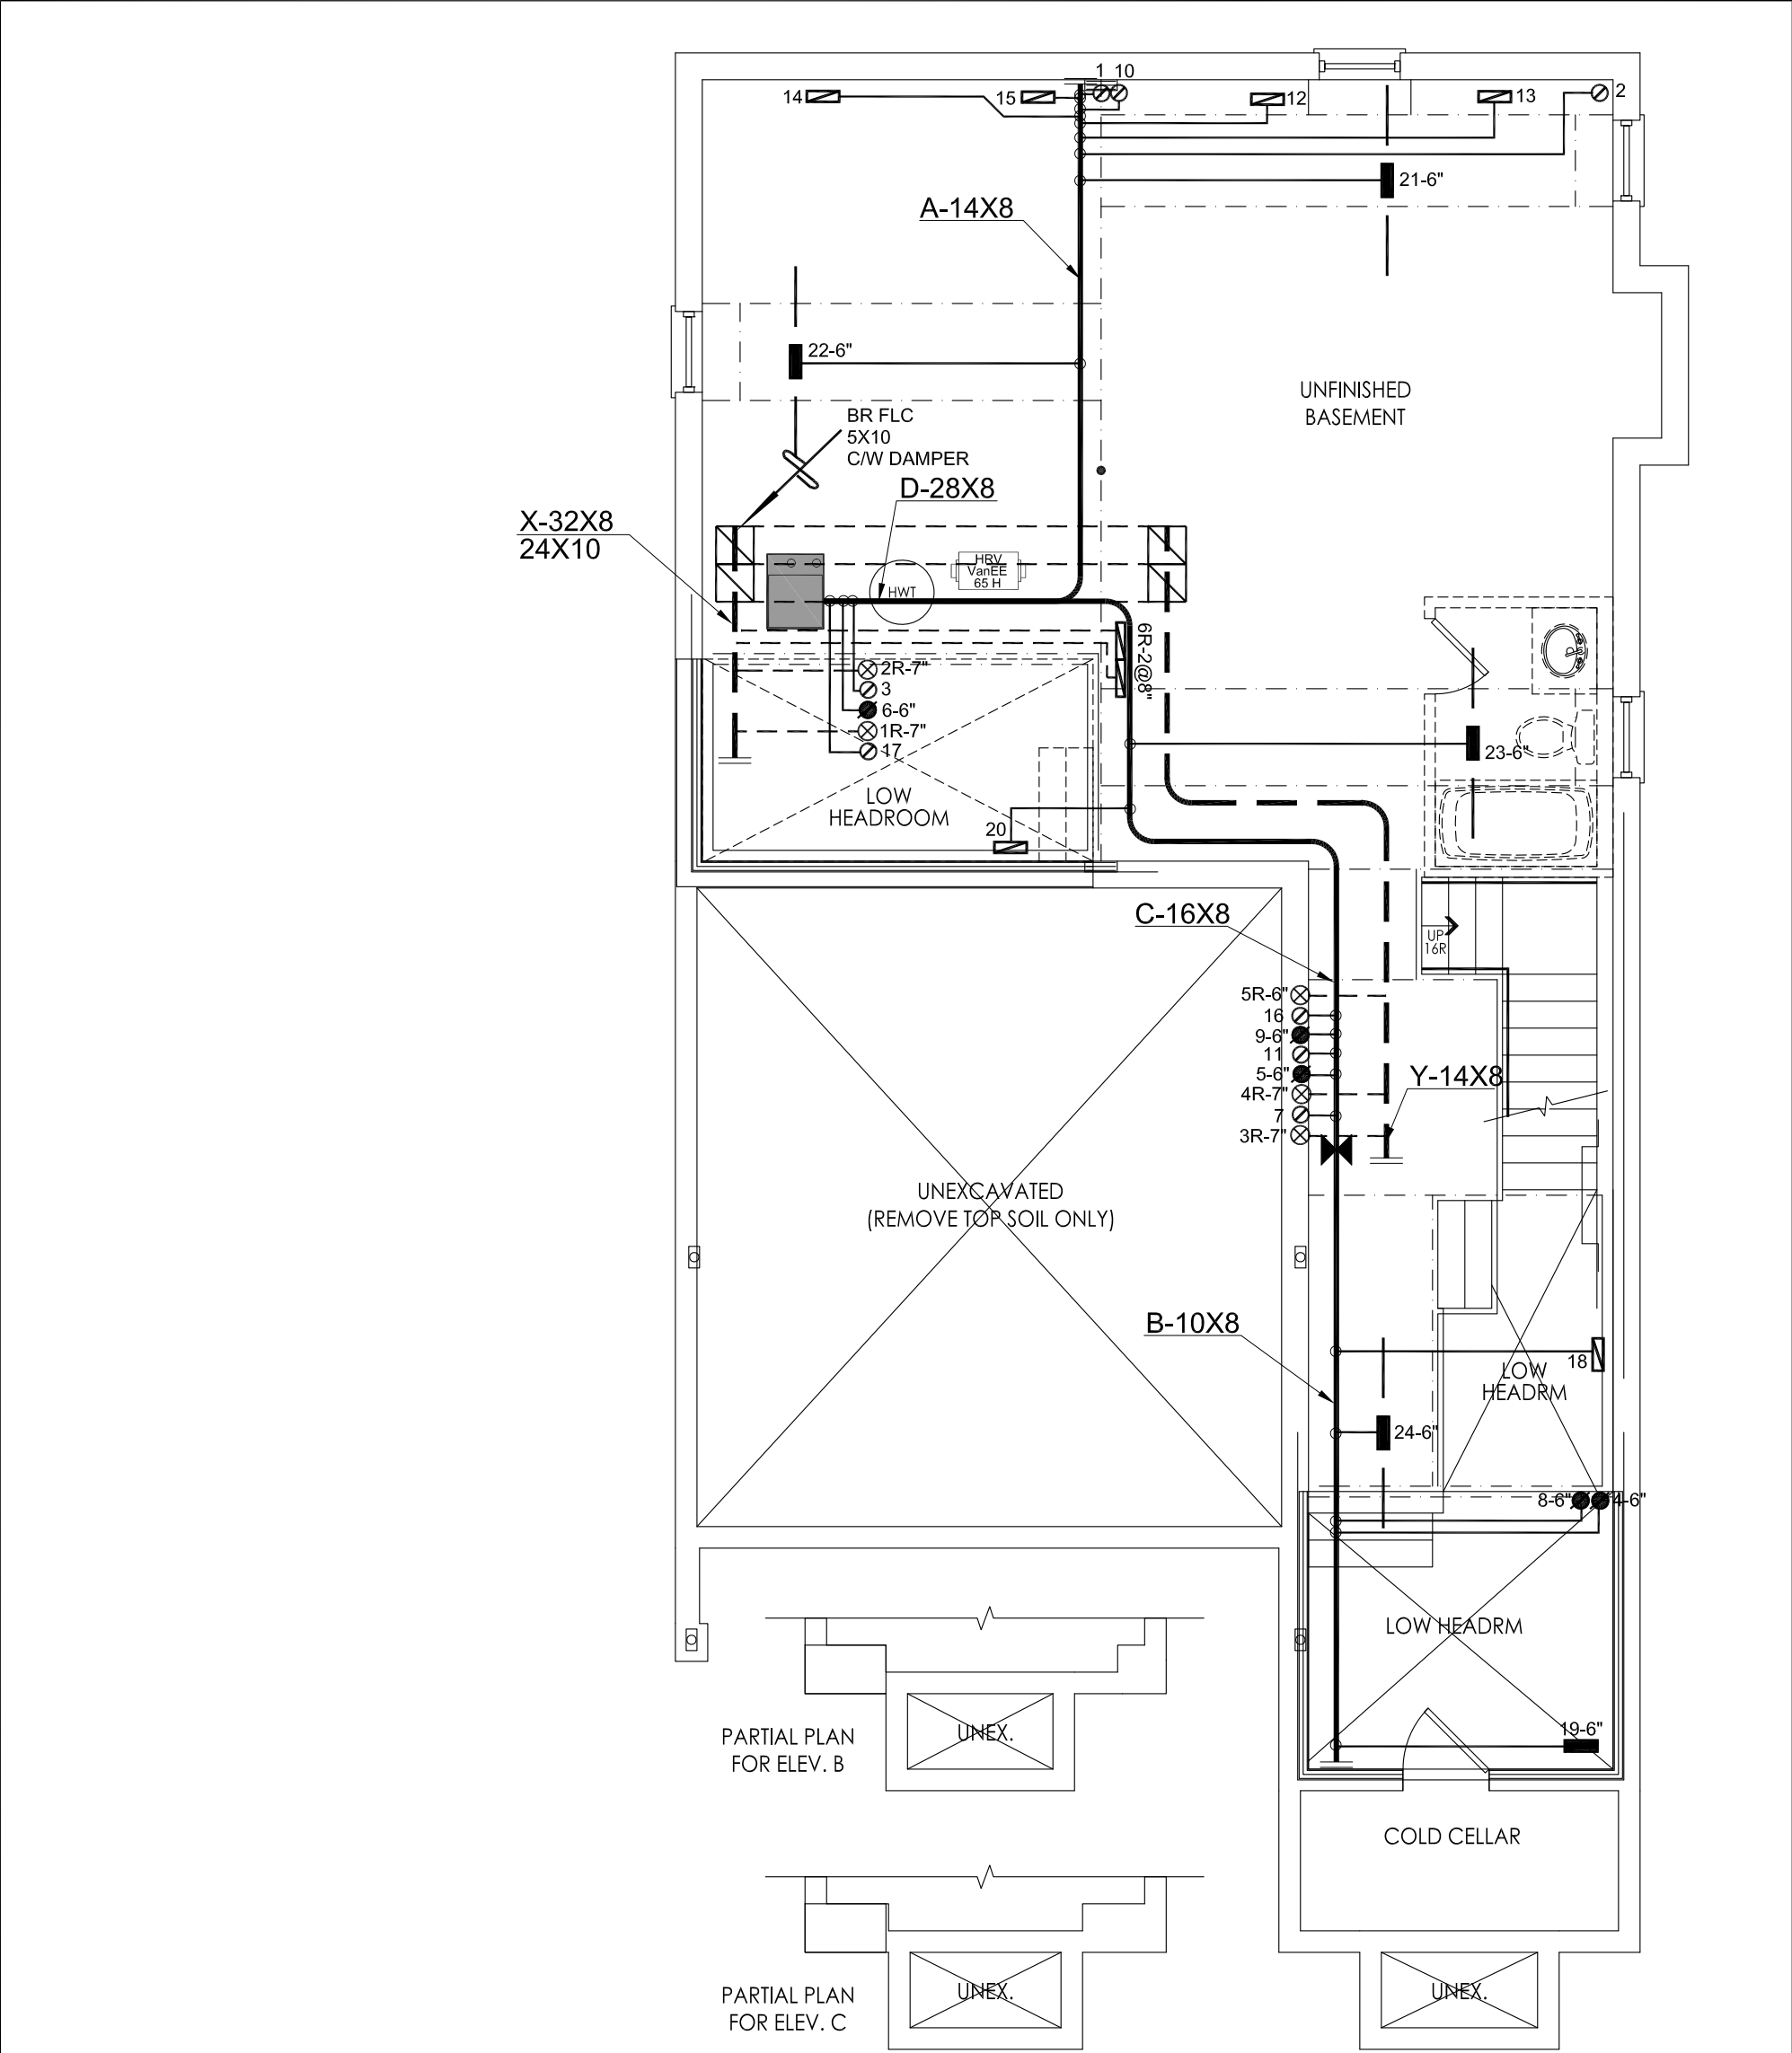 1 10
14
15
12
13
2
21-6"
A-14X8
22-6"
UNFINISHED
BASEMENT
BR FLC
5X10
C/W DAMPER
D-28X8
X-32X8
24X10
HRV
VanEE
65 H
HWT
6R-2@8"
2R-7"
3
6-6"
1R-7"
17
23-6"
LOW
HEADROOM
20
C-16X8
UP
16R
5R-6"
16
9-6"
11
5-6"
4R-7"
7
3R-7"
Y-14X8
UNEXCAVATED
(REMOVE TOP SOIL ONLY)
B-10X8
18
LOW
HEADRM
24-6"
8-6"
4-6"
LOW HEADRM
19-6"
PARTIAL PLAN
FOR ELEV. B
UNEX.
COLD CELLAR
PARTIAL PLAN
FOR ELEV. C
UNEX.
UNEX.